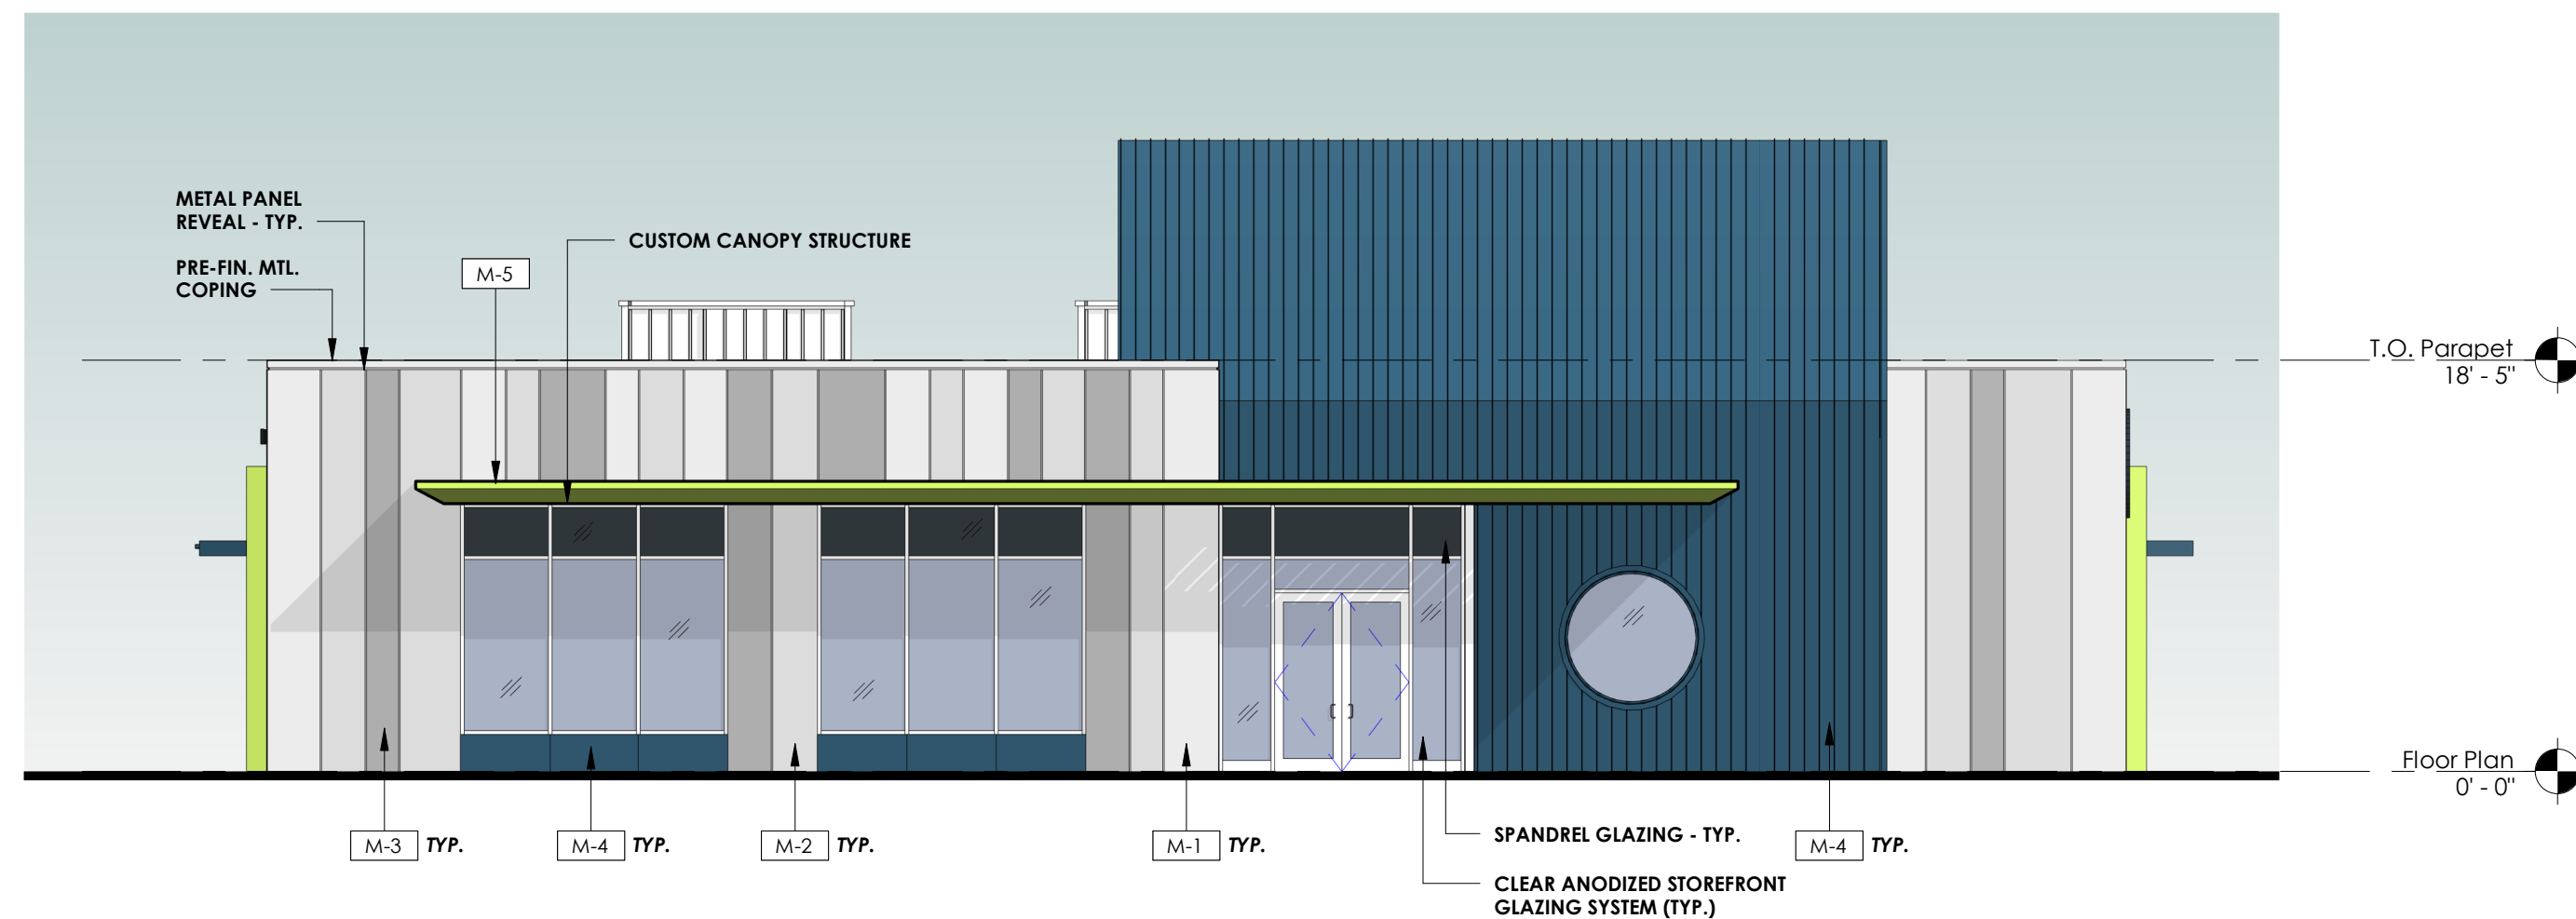 METAL PANEL
REVEAL - TYP.
CUSTOM CANOPY STRUCTURE
PRE-FIN. MTL.
COPING
M-5
T.O. Parapet
18' - 5"
Floor Plan
0' - 0"
M-3 TYP.
M-4 TYP.
M-2 TYP.
M-1 TYP.
SPANDREL GLAZING - TYP.
M-4 TYP.
CLEAR ANODIZED STOREFRONT
GLAZING SYSTEM (TYP.)